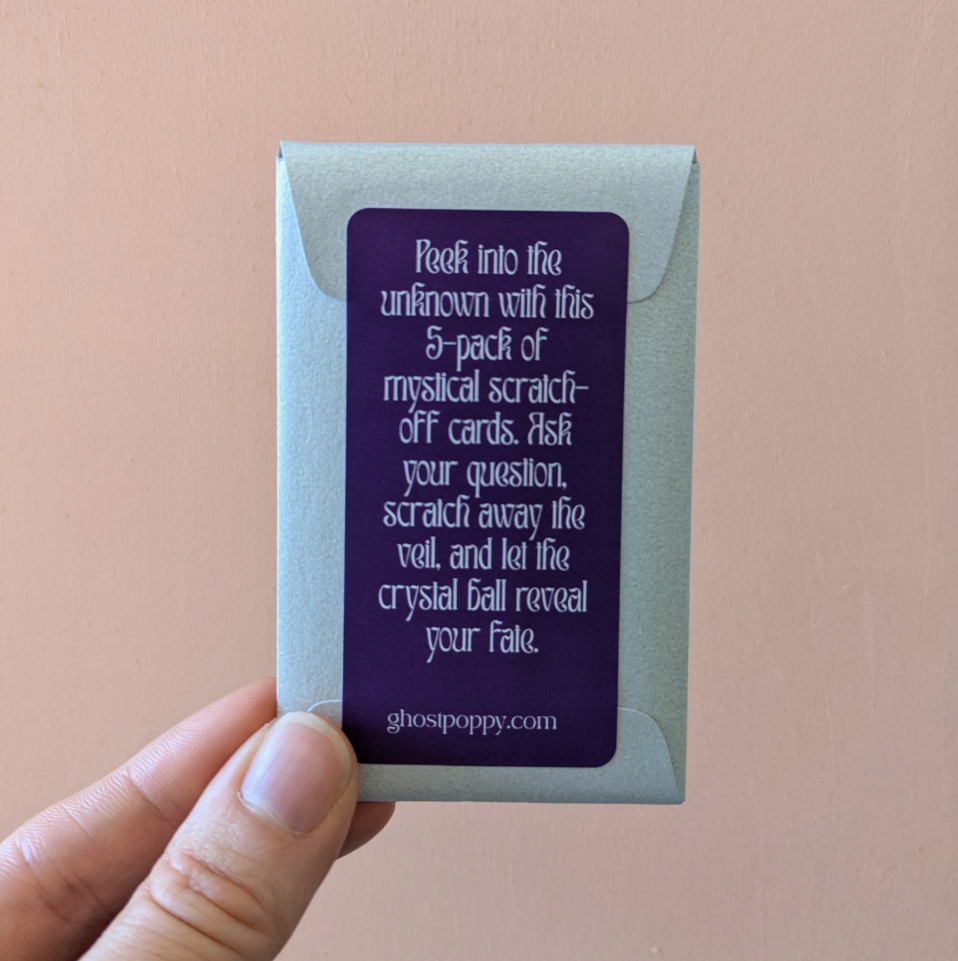 Peek into the
unknown with this
5-pack of
mystical scratch-
off cards. Ask
your question,
scratch away the
veil, and let the
crystal ball reveal
your fate.
ghostpoppy.com